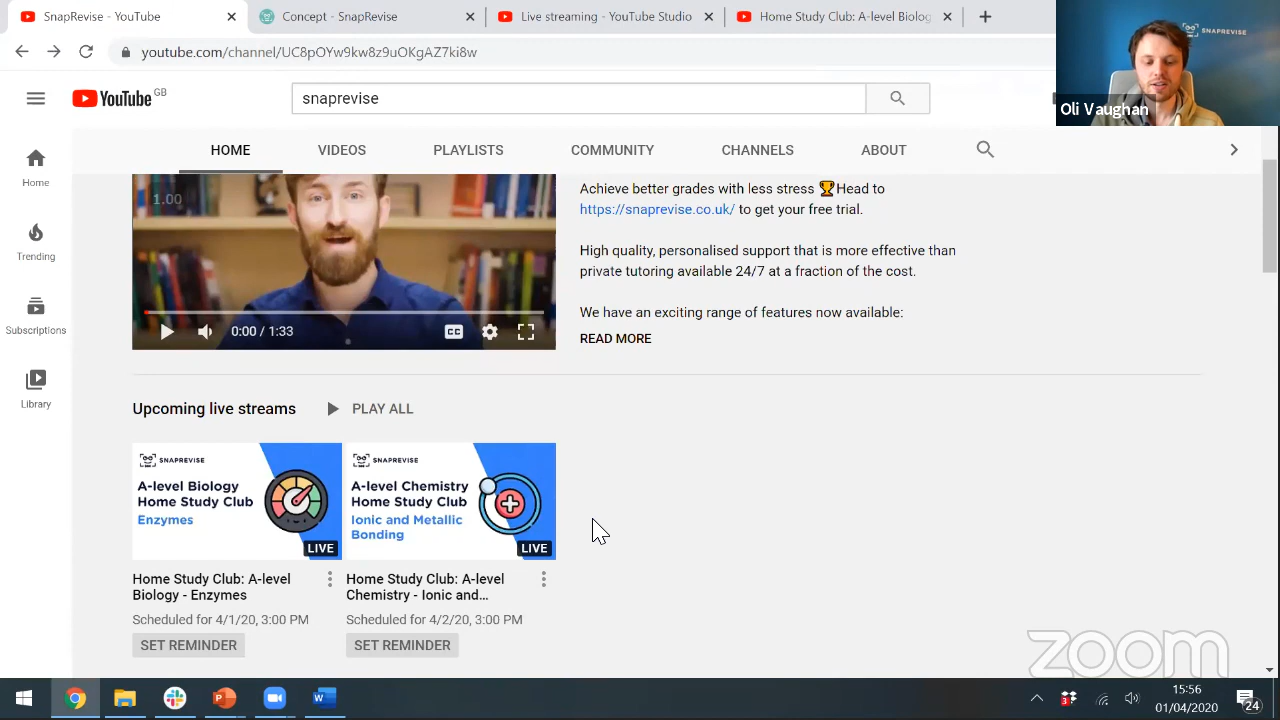 SnapRevise - YouTube
Concept - SnapRevise
Live streaming - YouTube Studio
Home Study Club: A-level Biolog
youtube.com/channel/UC8pOYw9kw8z9uOKgAZ7ki8w
SNAPREVISE
Oli Vaughan
YouTube GB
snaprevise
HOME VIDEOS PLAYLISTS COMMUNITY CHANNELS ABOUT
Home
Trending
Subscriptions
Library
1.00
0:00 / 1:33
CC
Achieve better grades with less stress 🏆Head to
https://snaprevise.co.uk/ to get your free trial.
High quality, personalised support that is more effective than
private tutoring available 24/7 at a fraction of the cost.
We have an exciting range of features now available:
READ MORE
Upcoming live streams
PLAY ALL
SNAPREVISE
A-level Biology
Home Study Club
Enzymes
LIVE
Home Study Club: A-level
Biology - Enzymes
Scheduled for 4/1/20, 3:00 PM
SET REMINDER
SNAPREVISE
A-level Chemistry
Home Study Club
Ionic and Metallic
Bonding
LIVE
Home Study Club: A-level
Chemistry - Ionic and...
Scheduled for 4/2/20, 3:00 PM
SET REMINDER
zoom
15:56
01/04/2020
24